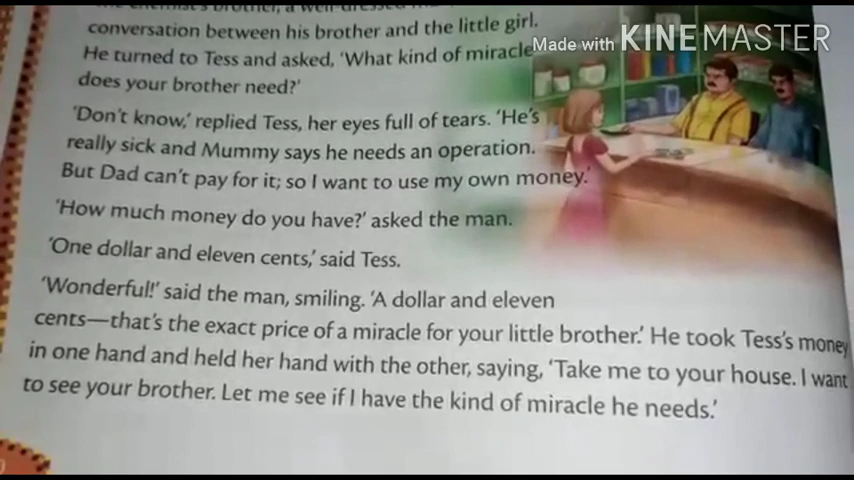 brother, a well-dressed
conversation between his brother and the little girl.
He turned to Tess and asked, 'What kind of miracle
does your brother need?'
'Don't know,' replied Tess, her eyes full of tears. 'He's
really sick and Mummy says he needs an operation.
But Dad can't pay for it; so I want to use my own money.'
'How much money do you have?' asked the man.
'One dollar and eleven cents,' said Tess.
'Wonderful!' said the man, smiling. 'A dollar and eleven
cents—that's the exact price of a miracle for your little brother.' He took Tess's money
in one hand and held her hand with the other, saying, 'Take me to your house. I want
to see your brother. Let me see if I have the kind of miracle he needs.'
Made with KINEMASTER